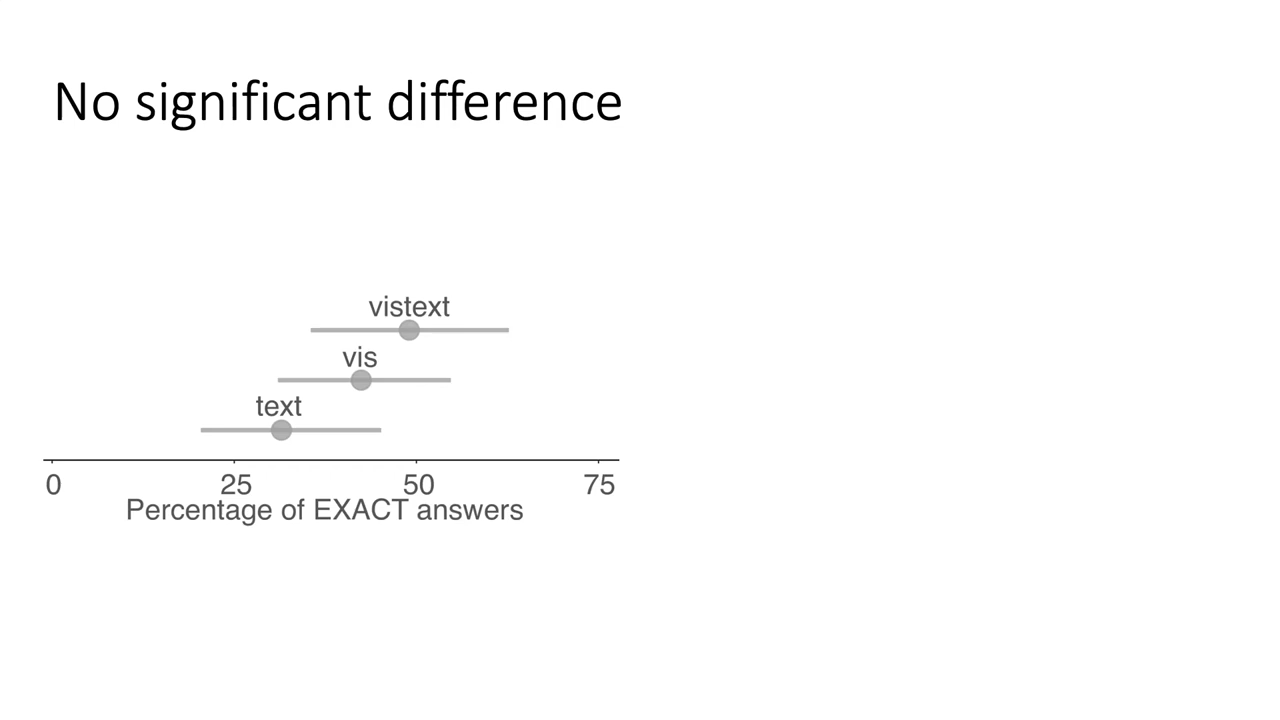 No significant difference
vistext
vis
text
0 25 50 75
Percentage of EXACT answers